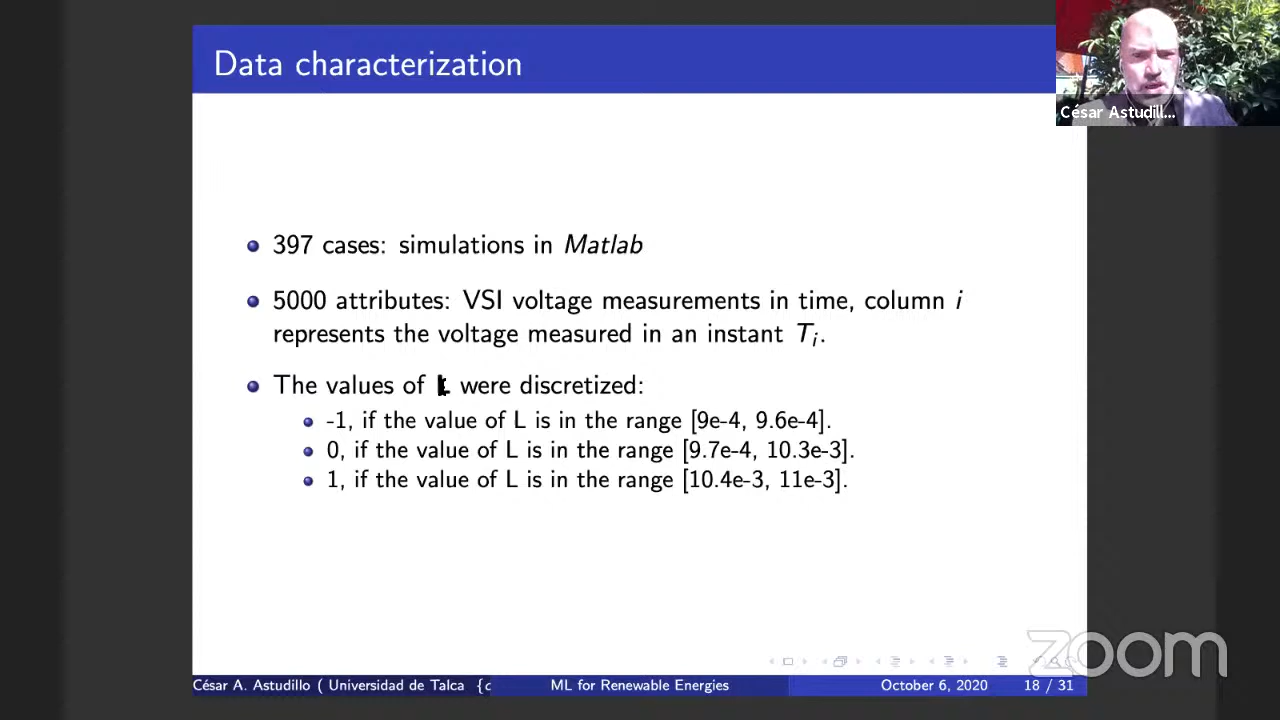 Data characterization
César Astudill...
397 cases: simulations in Matlab
5000 attributes: VSI voltage measurements in time, column i
represents the voltage measured in an instant Ti.
The values of L were discretized:
-1, if the value of L is in the range [9e-4, 9.6e-4].
0, if the value of L is in the range [9.7e-4, 10.3e-3].
1, if the value of L is in the range [10.4e-3, 11e-3].
zoom
César A. Astudillo ( Universidad de Talca {c ML for Renewable Energies October 6, 2020 18 / 31